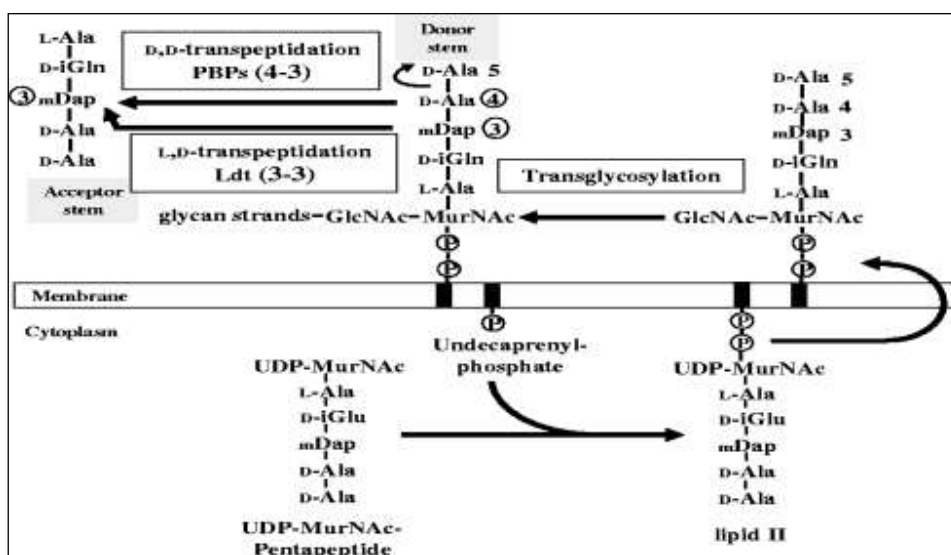 L-Ala
D-iGln
③ mDap
D-Ala
D-Ala
Acceptor
stem
D,D-transpeptidation
PBPs (4-3)
L,D-transpeptidation
Ldt (3-3)
Donor
stem
D-Ala 5
D-Ala ④
mDap ③
D-iGln
L-Ala
glycan strands-GlcNAc-MurNAc
P
P
Transglycosylation
D-Ala 5
D-Ala 4
mDap 3
D-iGln
L-Ala
GlcNAc-MurNAc
P
P
Membrane
Cytoplasm
P
Undecaprenyl-
phosphate
UDP-MurNAc
L-Ala
D-iGlu
mDap
D-Ala
D-Ala
UDP-MurNAc-
Pentapeptide
P
P
UDP-MurNAc
L-Ala
D-iGlu
mDap
D-Ala
D-Ala
lipid II